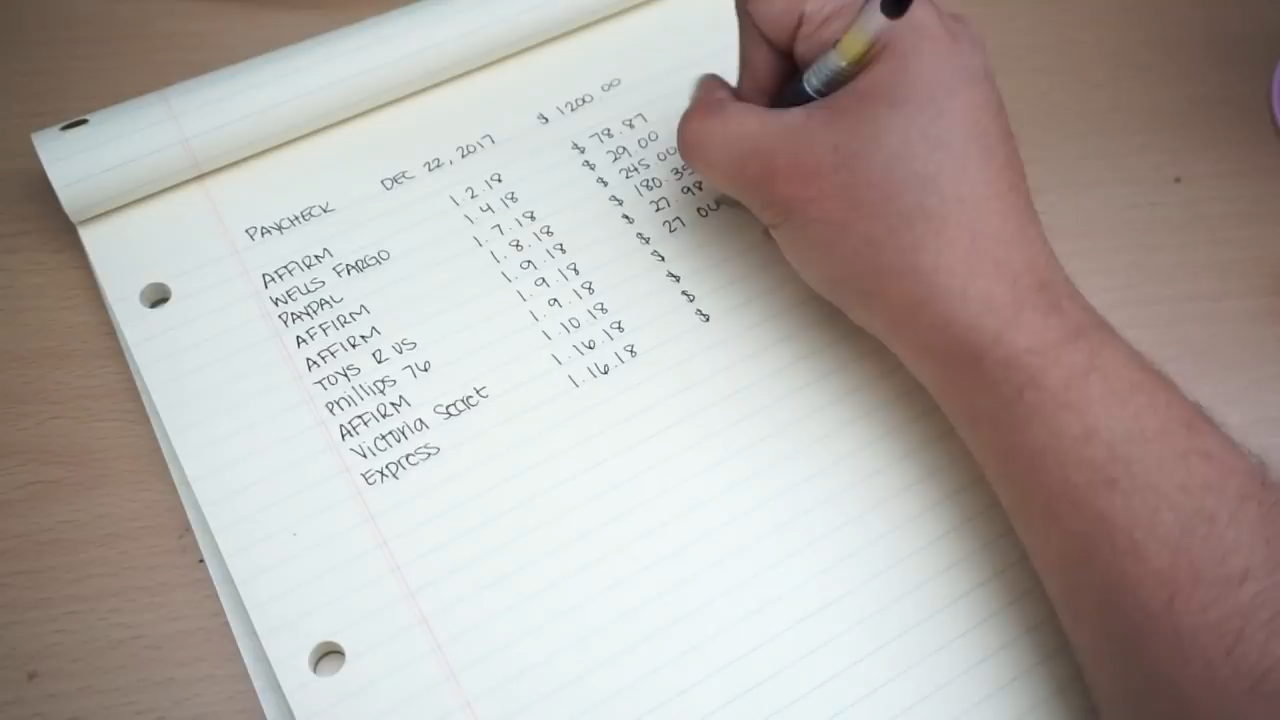 PAYCHECK DEC 22, 2017 $ 1200.00
AFFIRM 1.2.18 $ 78.87
WELLS FARGO 1.4.18 $ 29.00
PAYPAL 1.7.18 $ 245.00
AFFIRM 1.8.18 $ 180.35
AFFIRM 1.9.18 $ 27.98
TOYS R US 1.9.18 $ 27.00
Phillips 76 1.9.18 $
AFFIRM 1.10.18 $
Victoria Secret 1.16.18 $
Express 1.16.18 $